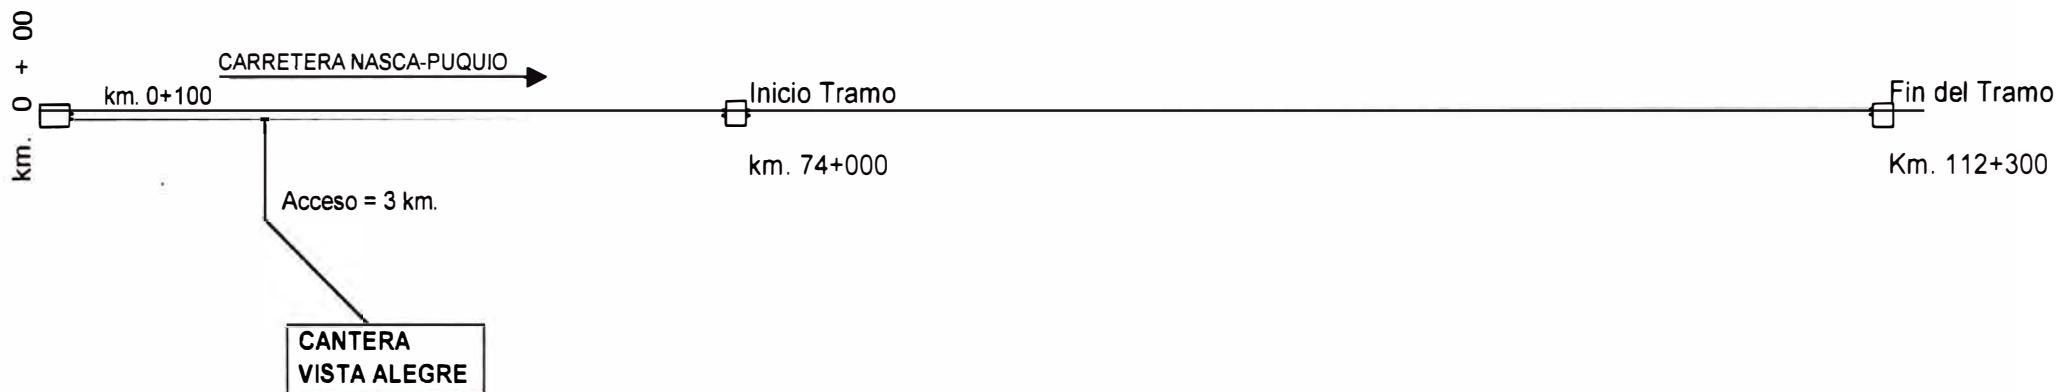 km. 0 + 00
CARRETERA NASCA-PUQUIO
km. 0+100
Inicio Tramo
Fin del Tramo
km. 74+000
Km. 112+300
Acceso = 3 km.
CANTERA
VISTA ALEGRE